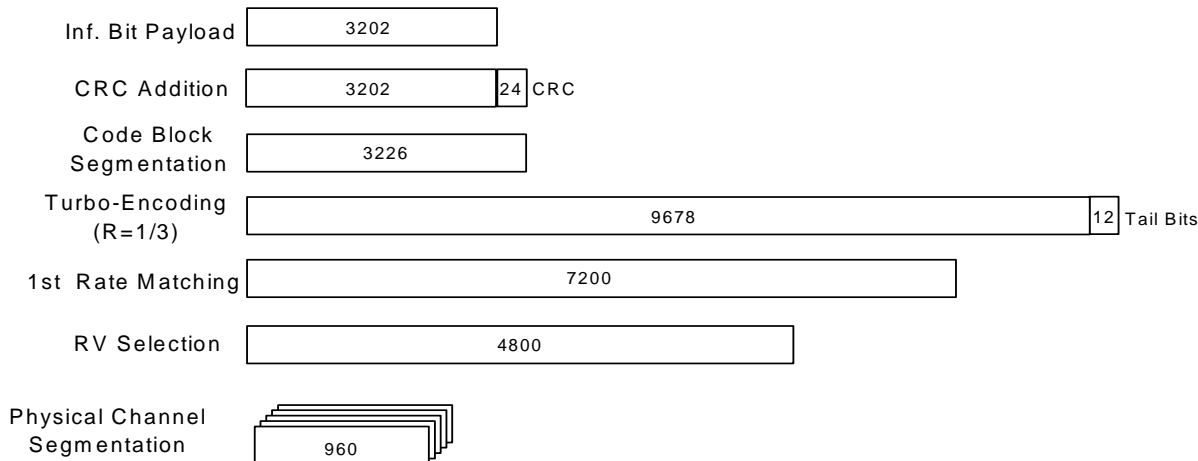 Inf. Bit Payload 3202
CRC Addition 3202 24 CRC
Code Block
Segmentation 3226
Turbo-Encoding
(R=1/3) 9678 12 Tail Bits
1st Rate Matching 7200
RV Selection 4800
Physical Channel
Segmentation 960